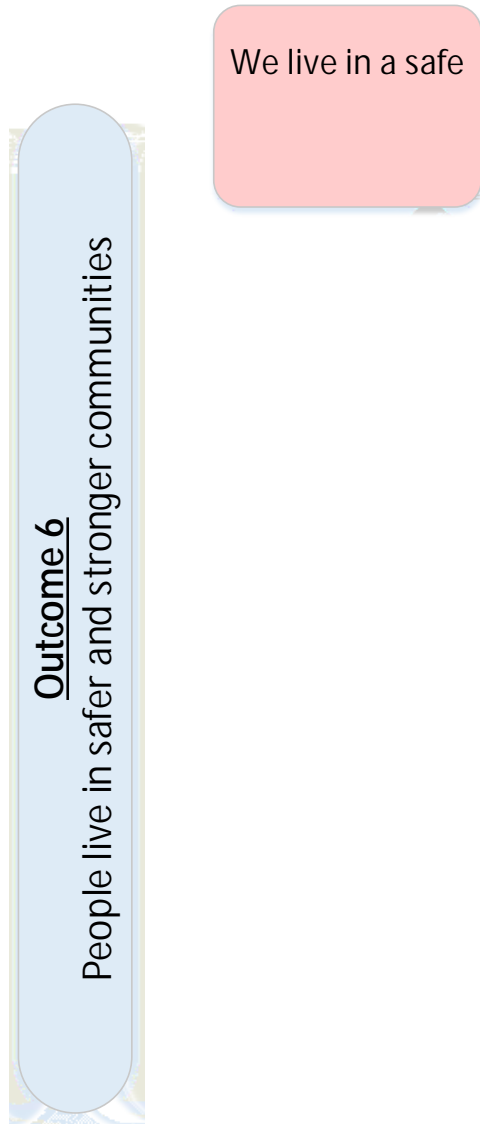 We live in a safe
Outcome 6
People live in safer and stronger communities